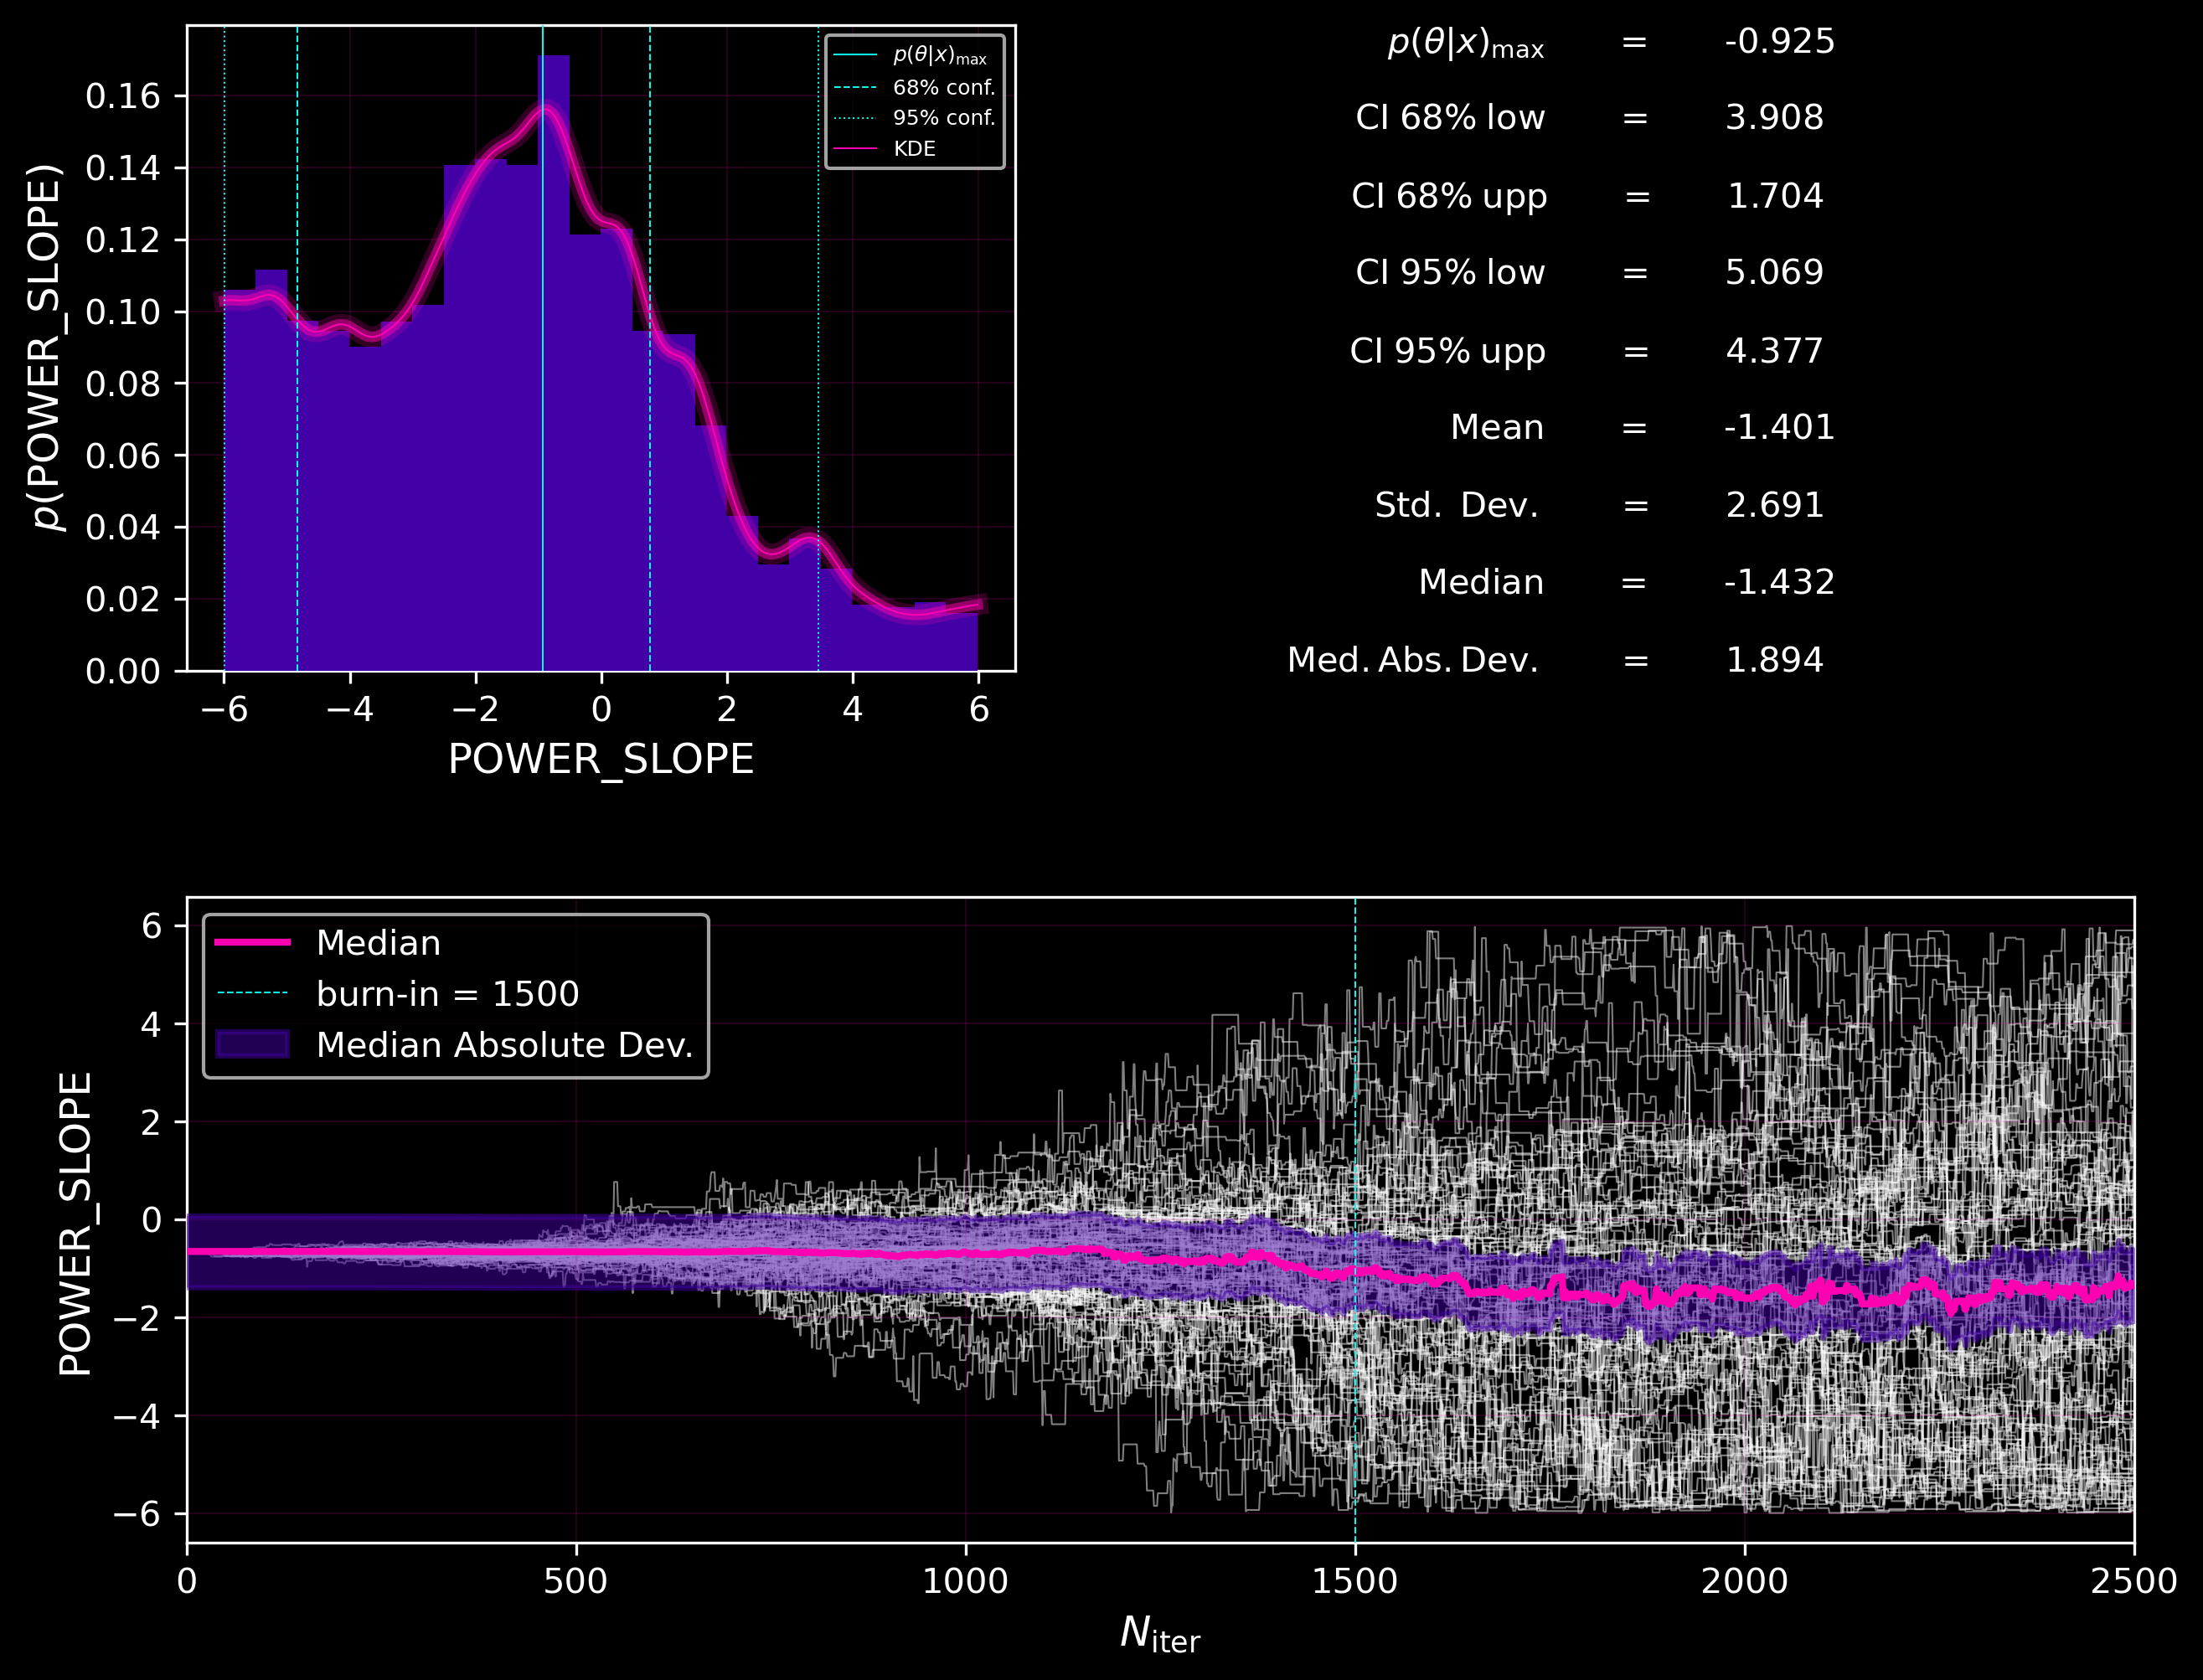 p(POWER_SLOPE)
0.16
0.14
0.12
0.10
0.08
0.06
0.04
0.02
0.00
−6 −4 −2 0 2 4 6
POWER_SLOPE
p(θ|x)max
68% conf.
95% conf.
KDE
p(θ|x)max = -0.925
CI 68% low = 3.908
CI 68% upp = 1.704
CI 95% low = 5.069
CI 95% upp = 4.377
Mean = -1.401
Std. Dev. = 2.691
Median = -1.432
Med. Abs. Dev. = 1.894
POWER_SLOPE
6
4
2
0
−2
−4
−6
Median
burn-in = 1500
Median Absolute Dev.
0 500 1000 1500 2000 2500
Niter